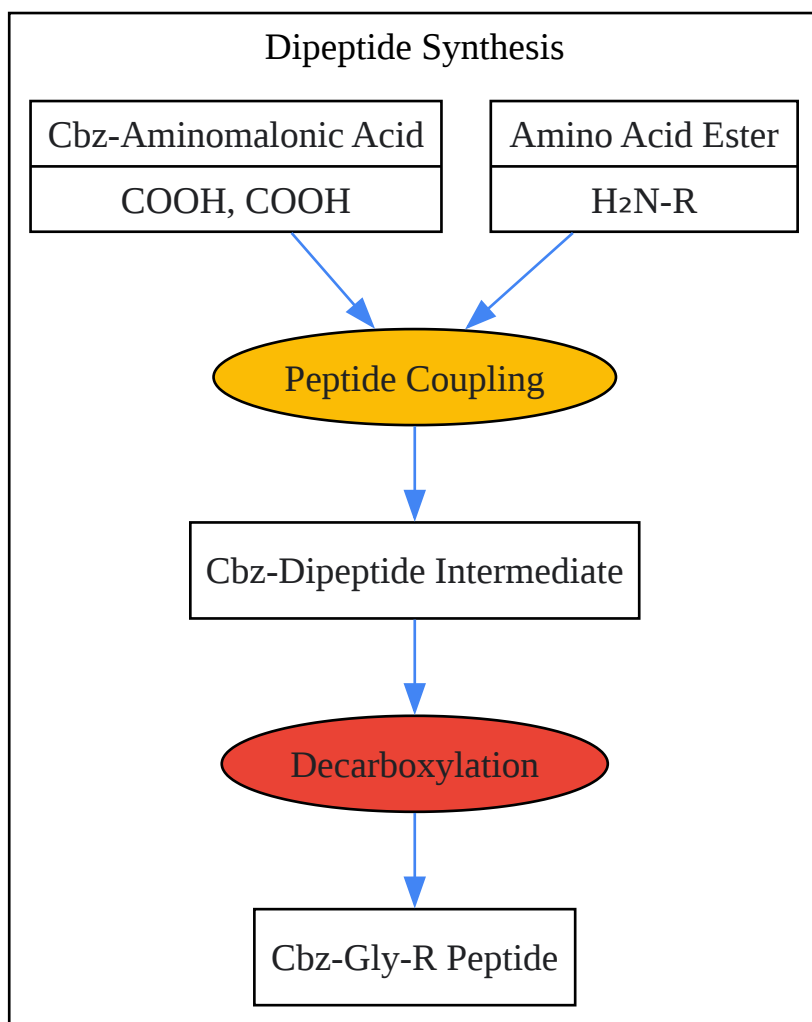 Dipeptide Synthesis
Cbz-Aminomalonic Acid
COOH, COOH
Amino Acid Ester
H₂N-R
Peptide Coupling
Cbz-Dipeptide Intermediate
Decarboxylation
Cbz-Gly-R Peptide